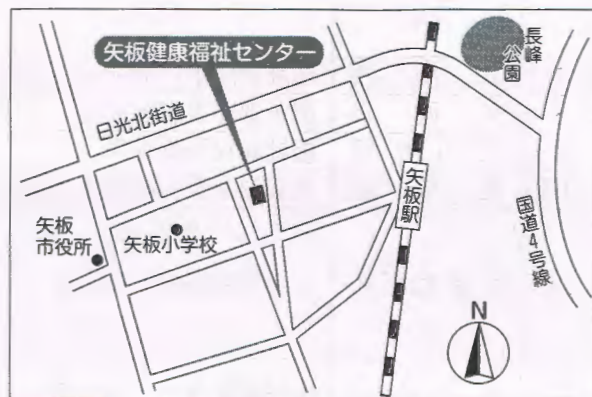 矢板健康福祉センター
長峰
公園
日光北街道
矢板駅
矢板
市役所
矢板小学校
国道4号線
N